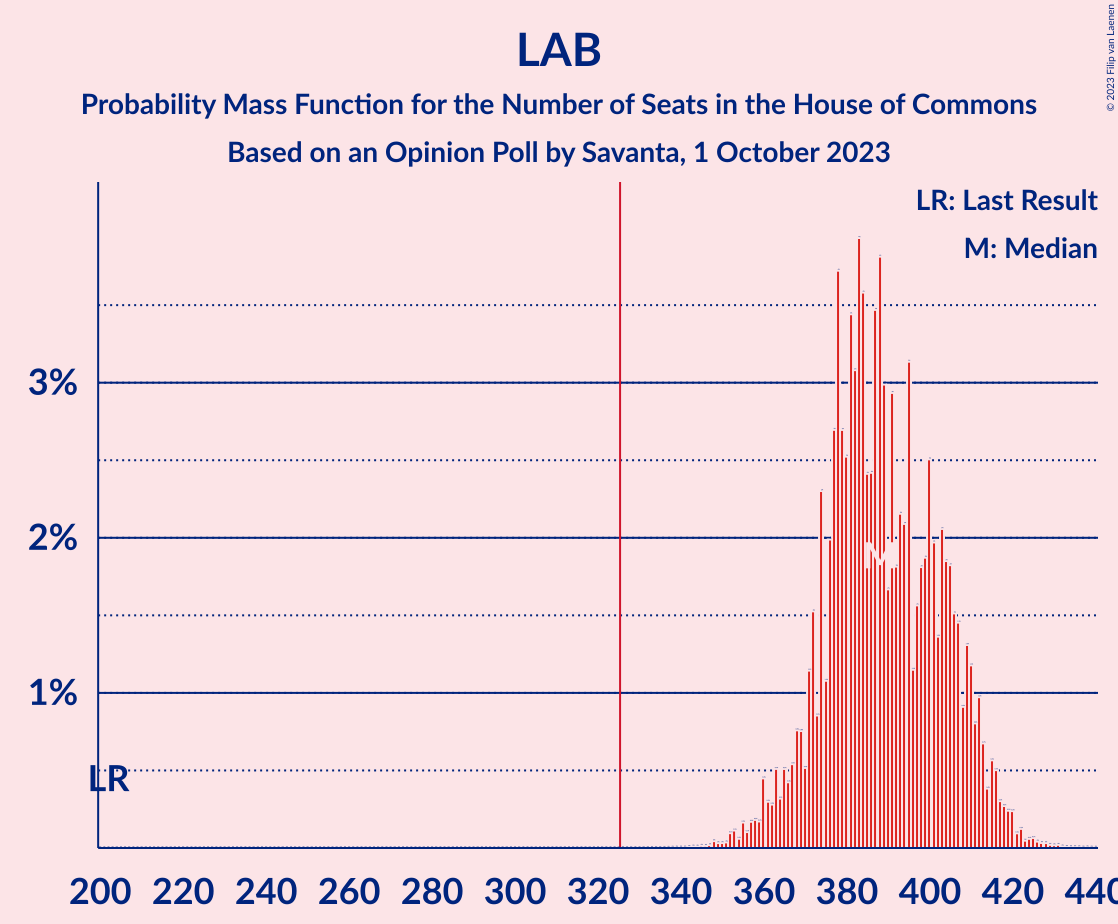 LAB
Probability Mass Function for the Number of Seats in the House of Commons
Based on an Opinion Poll by Savanta, 1 October 2023
© 2023 Filip van Laenen
LR: Last Result
M: Median
3%
2%
1%
M
LR
200 220 240 260 280 300 320 340 360 380 400 420 440